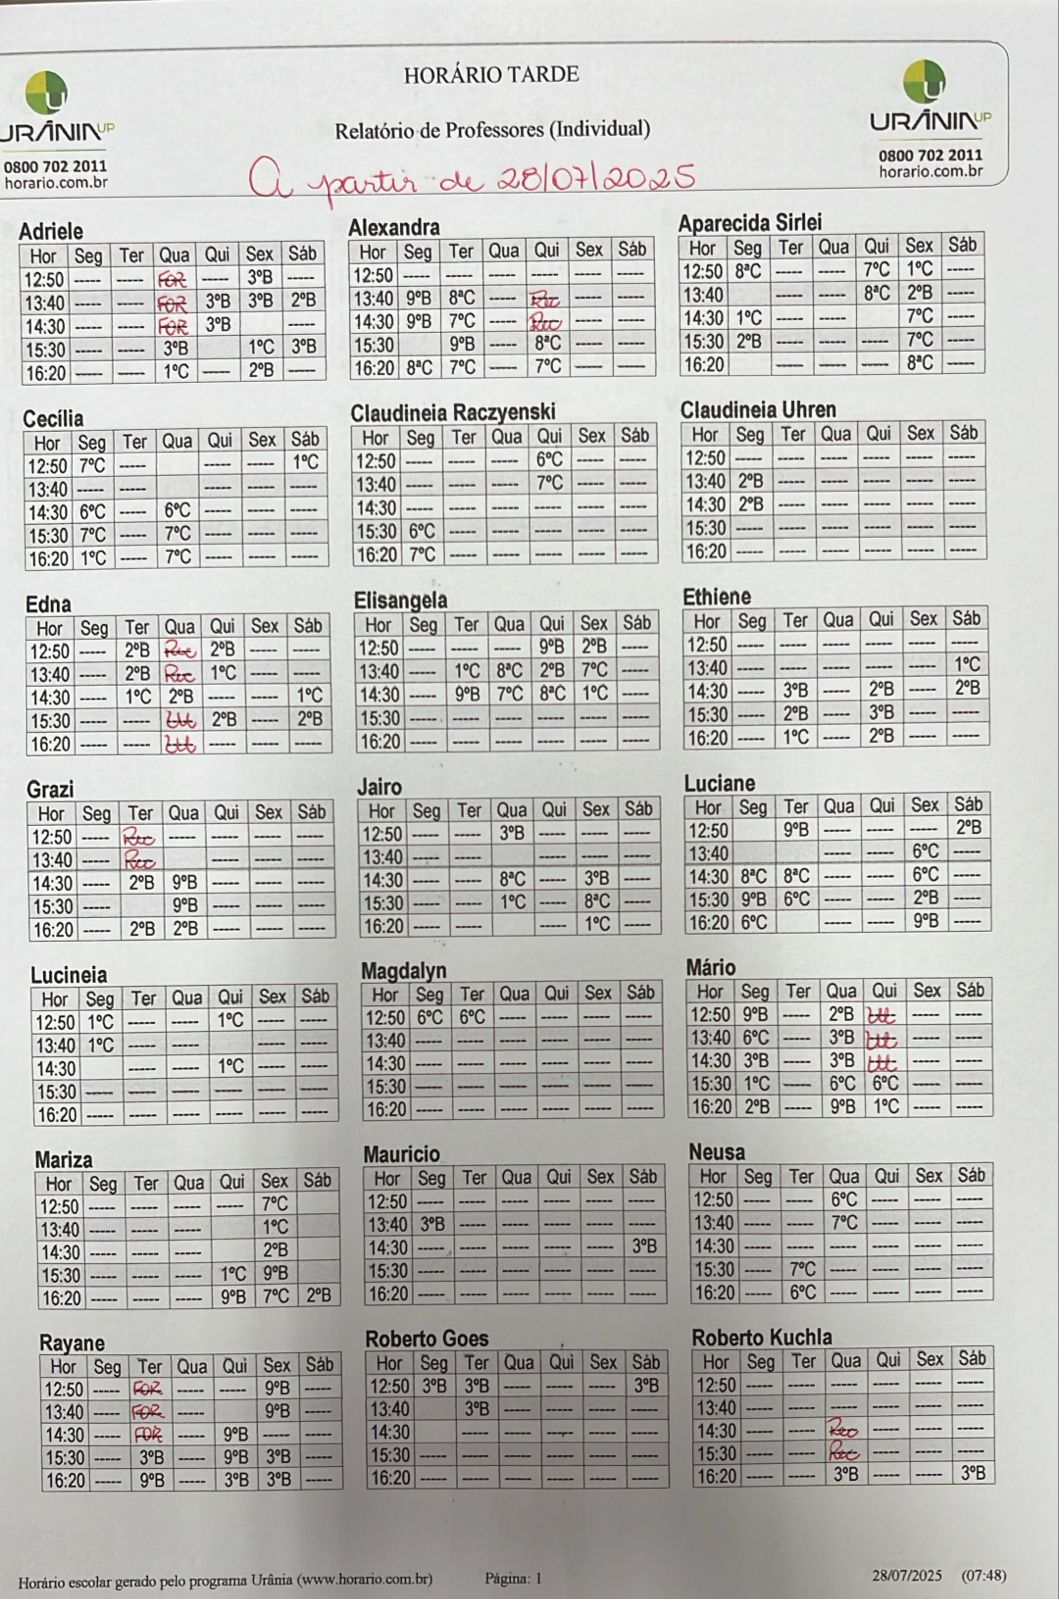 HORÁRIO TARDE
Relatório de Professores (Individual)
URÂNIA UP
0800 702 2011
horario.com.br
URÂNIA UP
0800 702 2011
horario.com.br
A partir de 28/07/2025
Adriele
Hor Seg Ter Qua Qui Sex Sáb
12:50 ----- ----- FOR ----- 3ºB -----
13:40 ----- ----- FOR 3ºB 3ºB 2ºB
14:30 ----- ----- FOR 3ºB -----
15:30 ----- ----- 3ºB 1ºC 3ºB
16:20 ----- ----- 1ºC ----- 2ºB -----
Alexandra
Hor Seg Ter Qua Qui Sex Sáb
12:50 ----- ----- ----- ----- ----- -----
13:40 9ºB 8ªC ----- Rec ----- -----
14:30 9ºB 7ºC ----- Rec ----- -----
15:30 9ºB ----- 8ªC ----- -----
16:20 8ªC 7ºC ----- 7ºC ----- -----
Aparecida Sirlei
Hor Seg Ter Qua Qui Sex Sáb
12:50 8ªC ----- ----- 7ºC 1ºC -----
13:40 ----- ----- 8ªC 2ºB -----
14:30 1ºC ----- ----- ----- 7ºC -----
15:30 2ºB ----- ----- ----- 7ºC -----
16:20 ----- ----- ----- 8ªC -----
Cecília
Hor Seg Ter Qua Qui Sex Sáb
12:50 7ºC ----- ----- ----- 1ºC
13:40 ----- ----- ----- ----- -----
14:30 6ºC ----- 6ºC ----- ----- -----
15:30 7ºC ----- 7ºC ----- ----- -----
16:20 1ºC ----- 7ºC ----- ----- -----
Claudineia Raczyenski
Hor Seg Ter Qua Qui Sex Sáb
12:50 ----- ----- ----- 6ºC ----- -----
13:40 ----- ----- ----- 7ºC ----- -----
14:30 ----- ----- ----- ----- ----- -----
15:30 6ºC ----- ----- ----- ----- -----
16:20 7ºC ----- ----- ----- ----- -----
Claudineia Uhren
Hor Seg Ter Qua Qui Sex Sáb
12:50 ----- ----- ----- ----- ----- -----
13:40 2ºB ----- ----- ----- ----- -----
14:30 2ºB ----- ----- ----- ----- -----
15:30 ----- ----- ----- ----- ----- -----
16:20 ----- ----- ----- ----- ----- -----
Edna
Hor Seg Ter Qua Qui Sex Sáb
12:50 ----- 2ºB Rec 2ºB ----- -----
13:40 ----- 2ºB Rec 1ºC ----- -----
14:30 ----- 1ºC 2ºB ----- ----- 1ºC
15:30 ----- ----- 2ºB ----- 2ºB
16:20 ----- ----- ----- ----- -----
Elisangela
Hor Seg Ter Qua Qui Sex Sáb
12:50 ----- ----- ----- 9ºB 2ºB -----
13:40 ----- 1ºC 8ªC 2ºB 7ºC -----
14:30 ----- 9ºB 7ºC 8ªC 1ºC -----
15:30 ----- ----- ----- ----- ----- -----
16:20 ----- ----- ----- ----- ----- -----
Ethiene
Hor Seg Ter Qua Qui Sex Sáb
12:50 ----- ----- ----- ----- ----- -----
13:40 ----- ----- ----- ----- ----- 1ºC
14:30 ----- 3ºB ----- 2ºB ----- 2ºB
15:30 ----- 2ºB ----- 3ºB ----- -----
16:20 ----- 1ºC ----- 2ºB ----- -----
Grazi
Hor Seg Ter Qua Qui Sex Sáb
12:50 ----- Rec ----- ----- ----- -----
13:40 ----- Rec ----- ----- -----
14:30 ----- 2ºB 9ºB ----- ----- -----
15:30 ----- 9ºB ----- ----- -----
16:20 ----- 2ºB 2ºB ----- ----- -----
Jairo
Hor Seg Ter Qua Qui Sex Sáb
12:50 ----- ----- 3ºB ----- ----- -----
13:40 ----- ----- ----- ----- -----
14:30 ----- ----- 8ªC ----- 3ºB -----
15:30 ----- ----- 1ºC ----- 8ªC -----
16:20 ----- ----- ----- 1ºC -----
Luciane
Hor Seg Ter Qua Qui Sex Sáb
12:50 9ºB ----- ----- ----- 2ºB
13:40 ----- ----- 6ºC -----
14:30 8ªC 8ªC ----- ----- 6ºC -----
15:30 9ºB 6ºC ----- ----- 2ºB -----
16:20 6ºC ----- ----- 9ºB -----
Lucineia
Hor Seg Ter Qua Qui Sex Sáb
12:50 1ºC ----- ----- 1ºC ----- -----
13:40 1ºC ----- ----- ----- -----
14:30 ----- ----- 1ºC ----- -----
15:30 ----- ----- ----- ----- ----- -----
16:20 ----- ----- ----- ----- ----- -----
Magdalyn
Hor Seg Ter Qua Qui Sex Sáb
12:50 6ºC 6ºC ----- ----- ----- -----
13:40 ----- ----- ----- ----- ----- -----
14:30 ----- ----- ----- ----- ----- -----
15:30 ----- ----- ----- ----- ----- -----
16:20 ----- ----- ----- ----- ----- -----
Mário
Hor Seg Ter Qua Qui Sex Sáb
12:50 9ºB ----- 2ºB ----- -----
13:40 6ºC ----- 3ºB ----- -----
14:30 3ºB ----- 3ºB ----- -----
15:30 1ºC ----- 6ºC 6ºC ----- -----
16:20 2ºB ----- 9ºB 1ºC ----- -----
Mariza
Hor Seg Ter Qua Qui Sex Sáb
12:50 ----- ----- ----- ----- 7ºC
13:40 ----- ----- ----- 1ºC
14:30 ----- ----- ----- 2ºB
15:30 ----- ----- ----- 1ºC 9ºB
16:20 ----- ----- ----- 9ºB 7ºC 2ºB
Mauricio
Hor Seg Ter Qua Qui Sex Sáb
12:50 ----- ----- ----- ----- ----- -----
13:40 3ºB ----- ----- ----- ----- -----
14:30 ----- ----- ----- ----- ----- 3ºB
15:30 ----- ----- ----- ----- ----- -----
16:20 ----- ----- ----- ----- ----- -----
Neusa
Hor Seg Ter Qua Qui Sex Sáb
12:50 ----- ----- 6ºC ----- ----- -----
13:40 ----- ----- 7ºC ----- ----- -----
14:30 ----- ----- ----- ----- ----- -----
15:30 ----- 7ºC ----- ----- ----- -----
16:20 ----- 6ºC ----- ----- ----- -----
Rayane
Hor Seg Ter Qua Qui Sex Sáb
12:50 ----- FOR ----- ----- 9ºB -----
13:40 ----- FOR ----- 9ºB -----
14:30 ----- FOR ----- 9ºB ----- -----
15:30 ----- 3ºB ----- 9ºB 3ºB -----
16:20 ----- 9ºB ----- 3ºB 3ºB -----
Roberto Goes
Hor Seg Ter Qua Qui Sex Sáb
12:50 3ºB 3ºB ----- ----- ----- 3ºB
13:40 3ºB ----- ----- ----- -----
14:30 ----- ----- ----- ----- -----
15:30 ----- ----- ----- ----- -----
16:20 ----- ----- ----- ----- ----- -----
Roberto Kuchla
Hor Seg Ter Qua Qui Sex Sáb
12:50 ----- ----- ----- ----- ----- -----
13:40 ----- ----- ----- ----- ----- -----
14:30 ----- ----- Rec ----- ----- -----
15:30 ----- ----- Rec ----- ----- -----
16:20 ----- ----- 3ºB ----- ----- 3ºB
Horário escolar gerado pelo programa Urânia (www.horario.com.br) Página: 1 28/07/2025 (07:48)